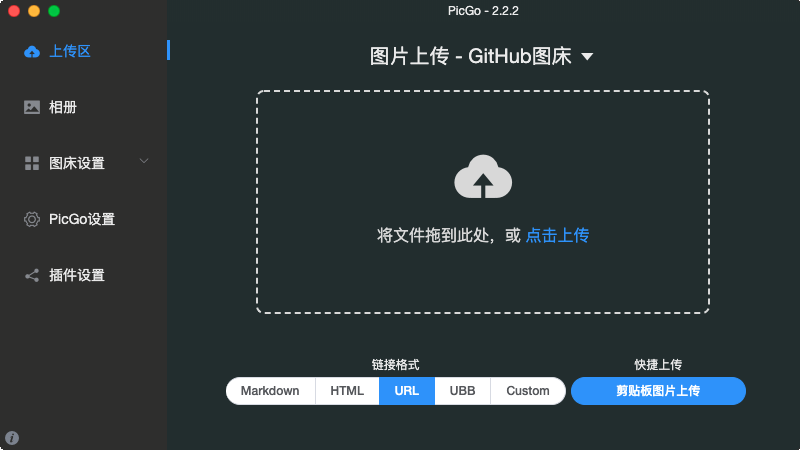 PicGo - 2.2.2
上传区
相册
图床设置
PicGo设置
插件设置
图片上传 - GitHub图床
将文件拖到此处，或 点击上传
链接格式
Markdown HTML URL UBB Custom
快捷上传
剪贴板图片上传
i